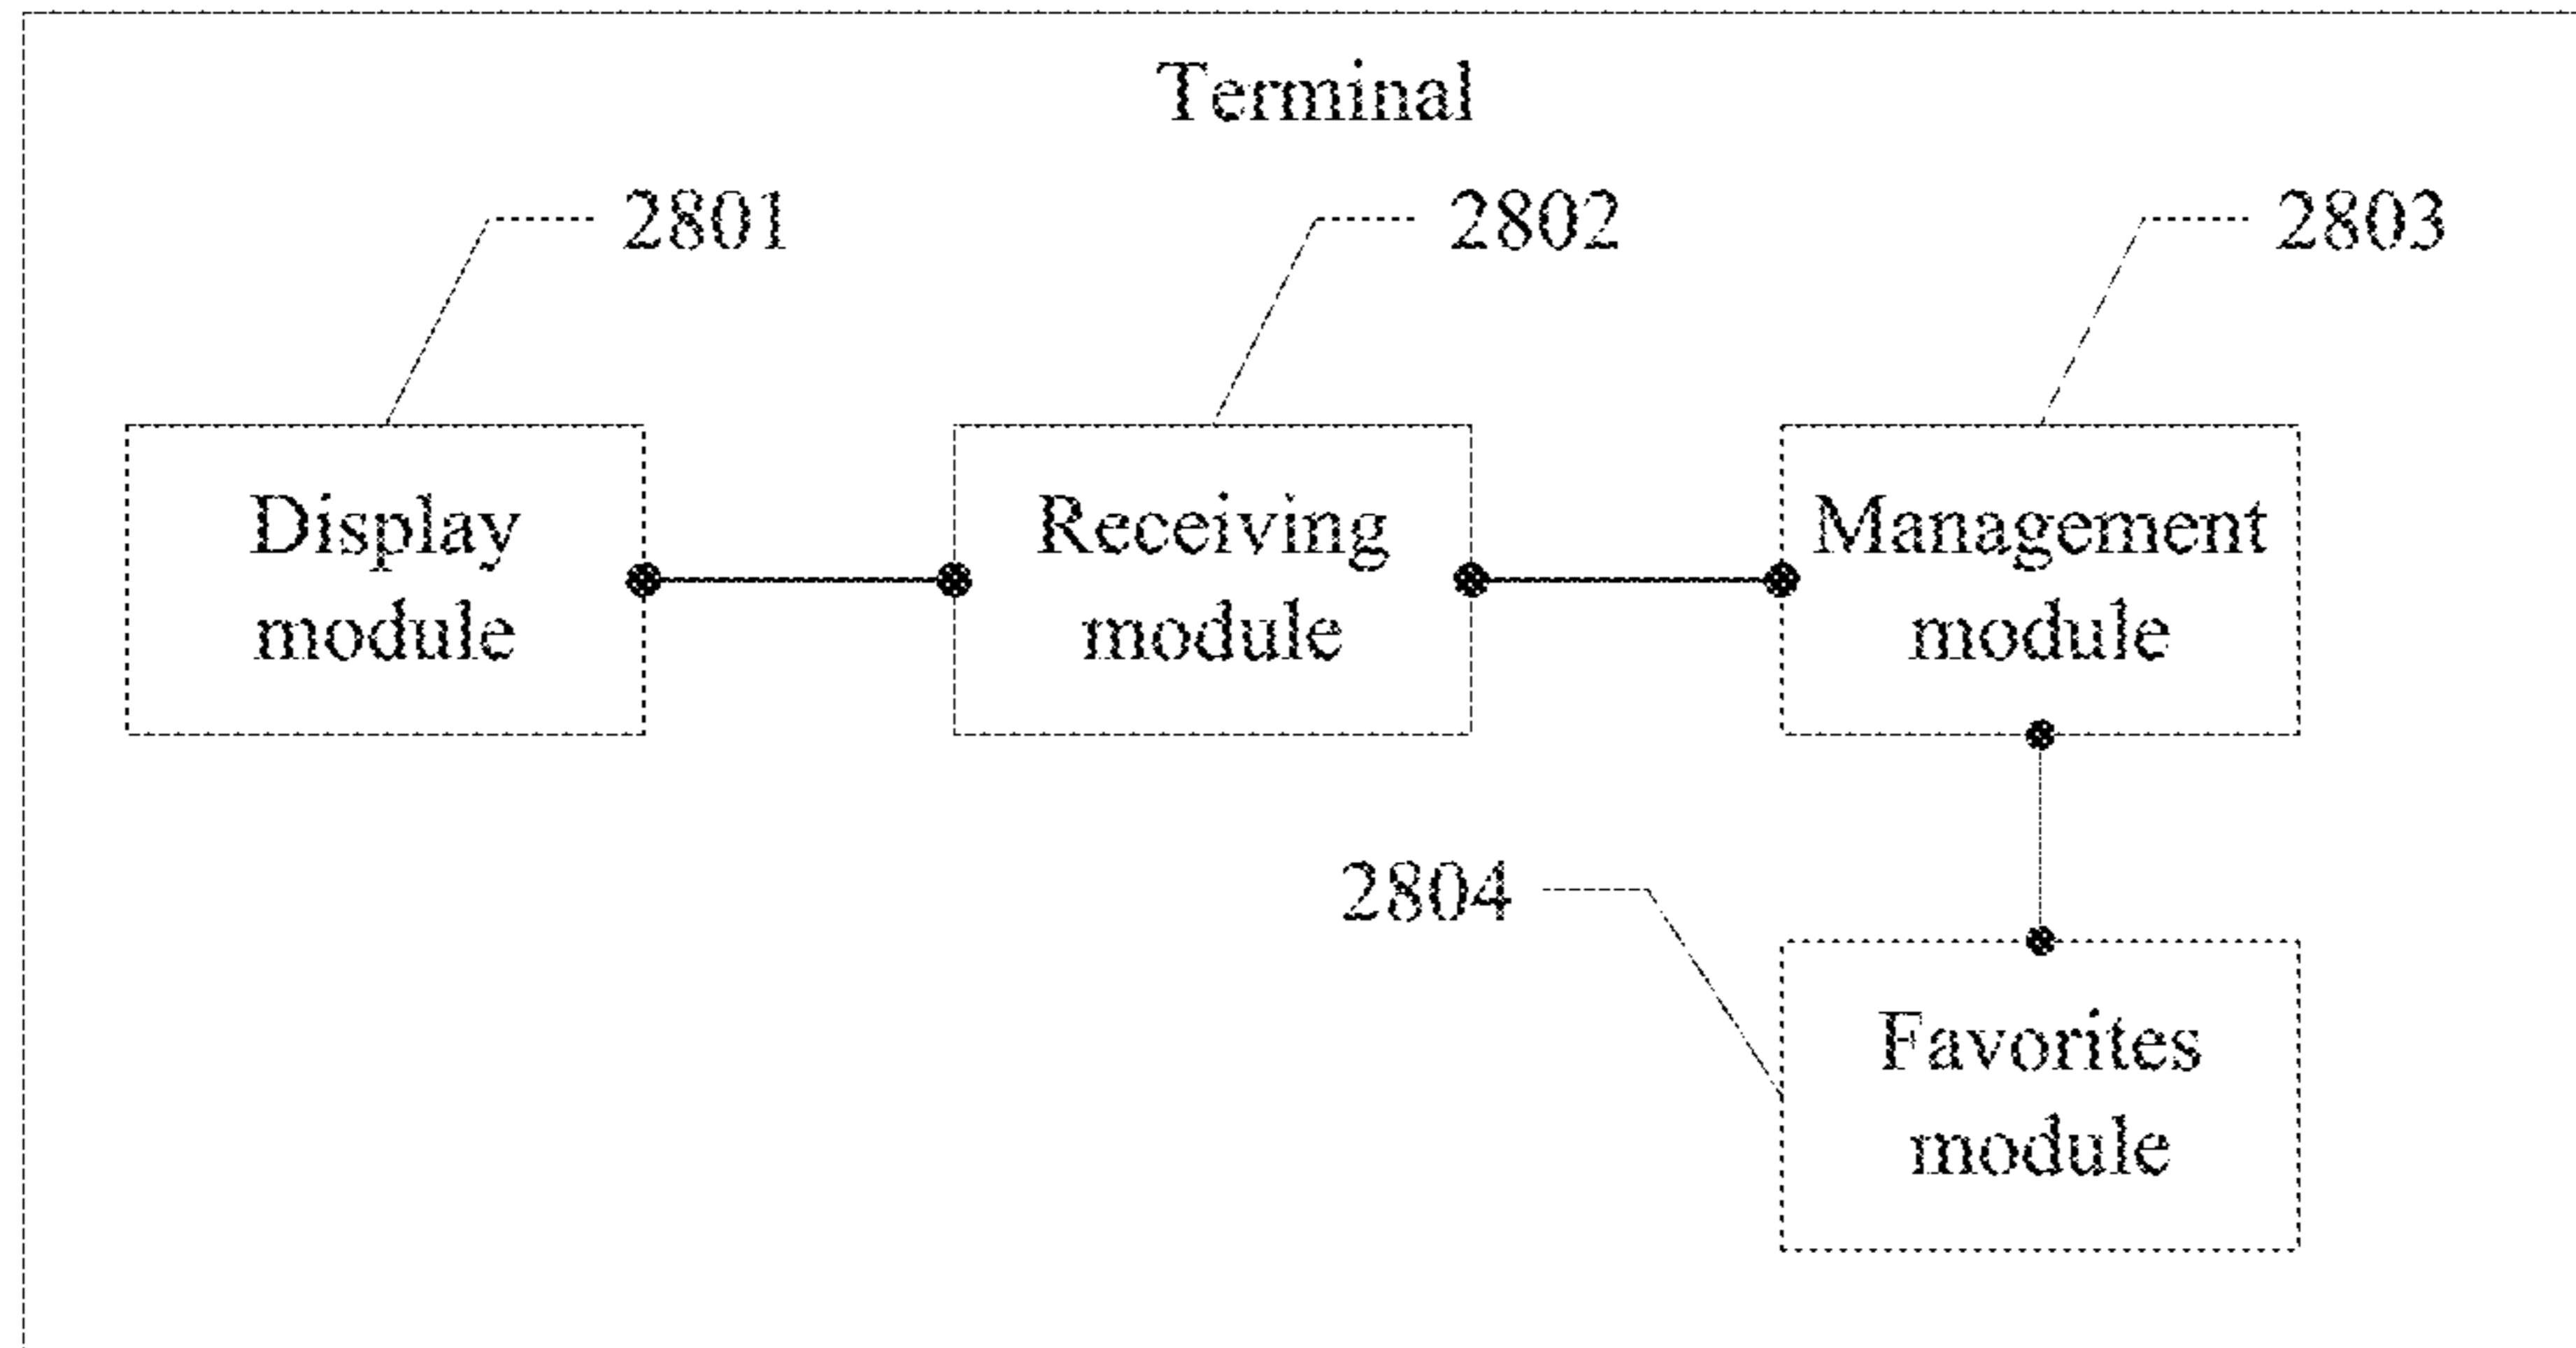 Terminal
2801
2802
2803
Display
module
Receiving
module
Management
module
2804
Favorites
module